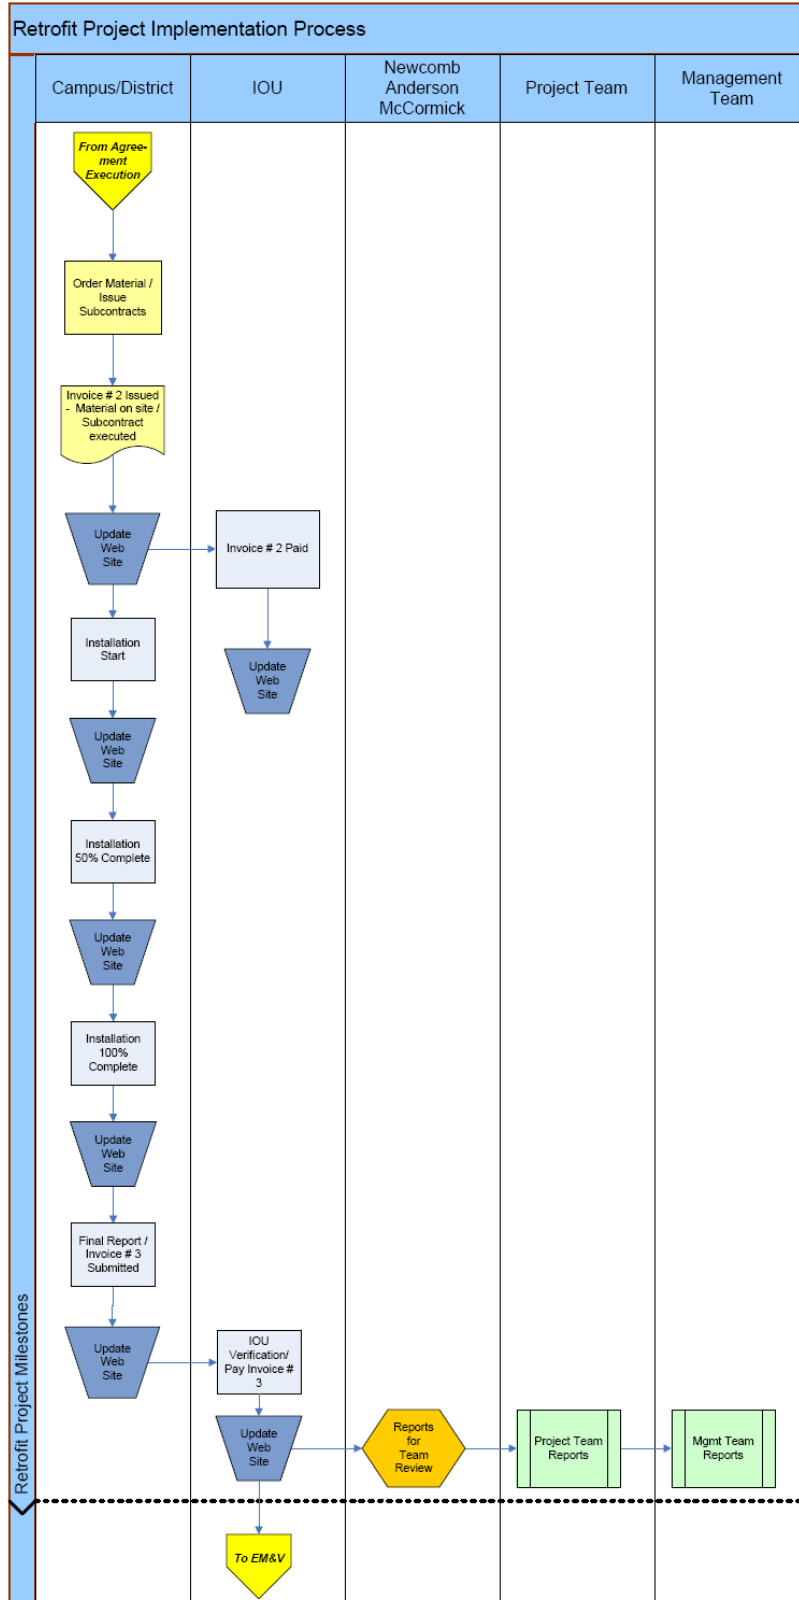 Retrofit Project Implementation Process
Campus/District
IOU
Newcomb
Anderson
McCormick
Project Team
Management
Team
From Agree-
ment
Execution
Order Material /
Issue
Subcontracts
Invoice # 2 Issued
- Material on site /
Subcontract
executed
Update
Web
Site
Invoice # 2 Paid
Installation
Start
Update
Web
Site
Update
Web
Site
Installation
50% Complete
Update
Web
Site
Installation
100%
Complete
Update
Web
Site
Final Report /
Invoice # 3
Submitted
Update
Web
Site
IOU
Verification/
Pay Invoice #
3
Update
Web
Site
Reports
for
Team
Review
Project Team
Reports
Mgmt Team
Reports
Retrofit Project Milestones
To EM&V